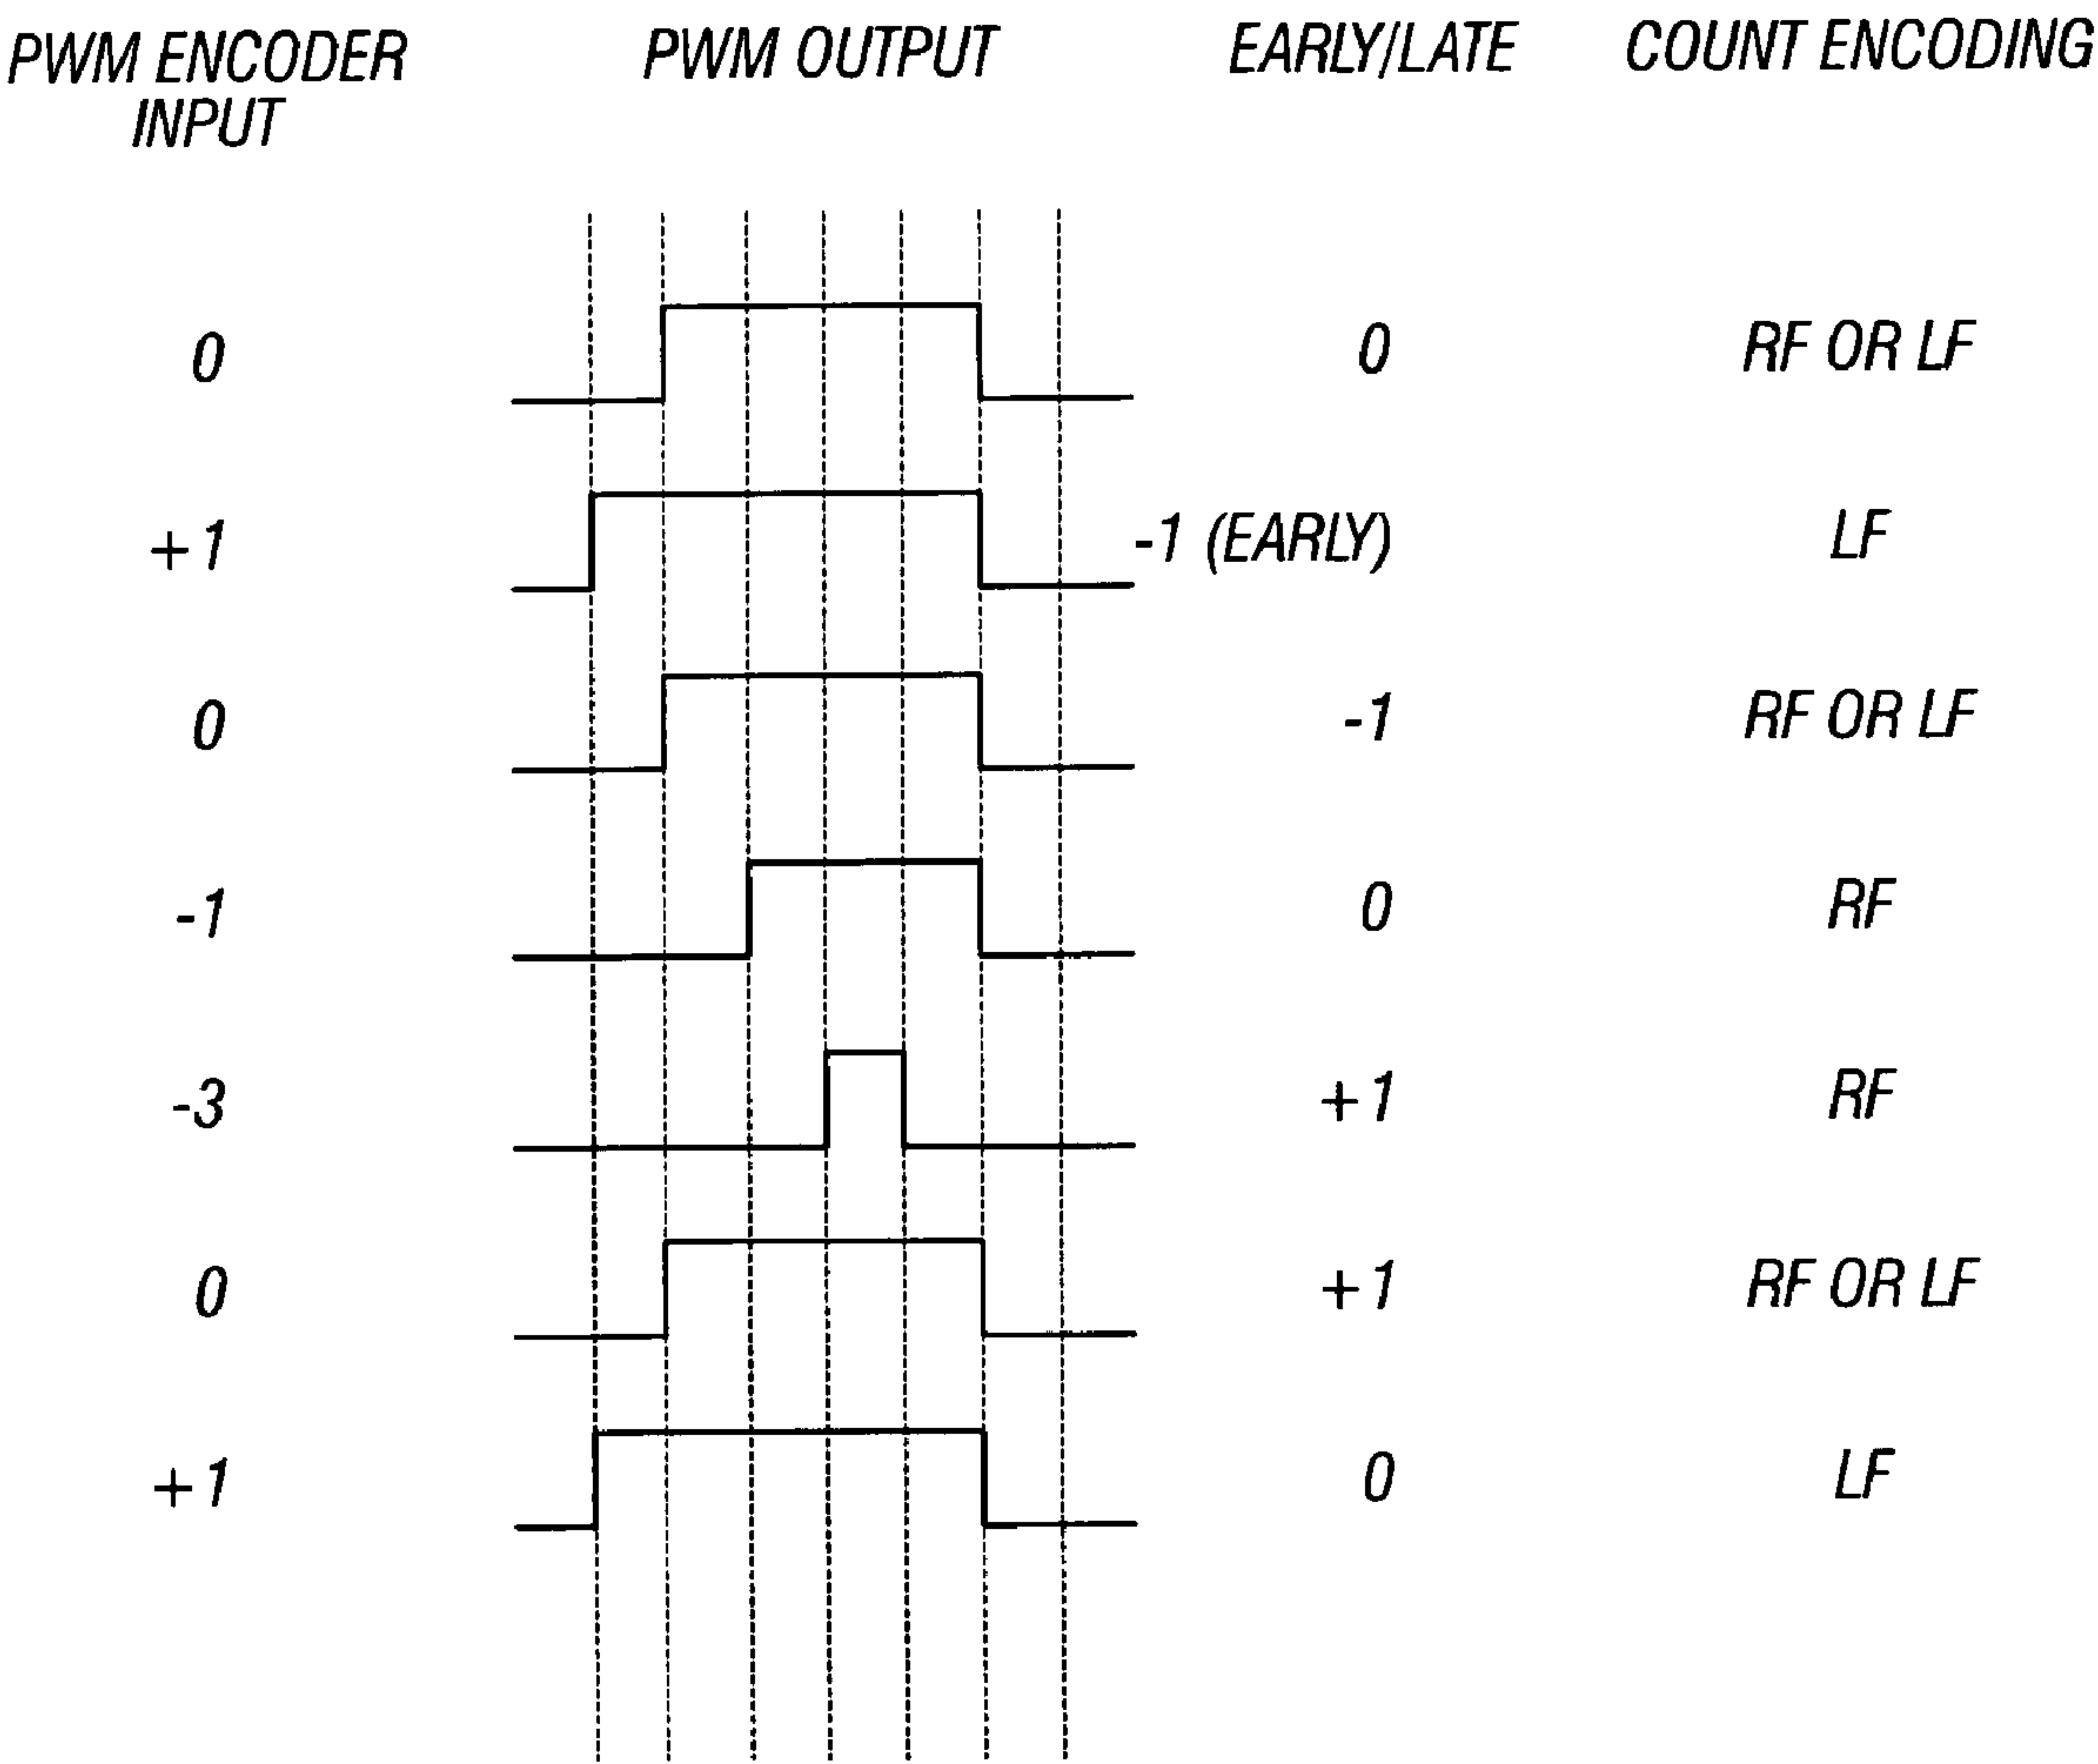 PWM ENCODER INPUT PWM OUTPUT EARLY/LATE COUNT ENCODING
0 0 RF OR LF
+1 -1 (EARLY) LF
0 -1 RF OR LF
-1 0 RF
-3 +1 RF
0 +1 RF OR LF
+1 0 LF